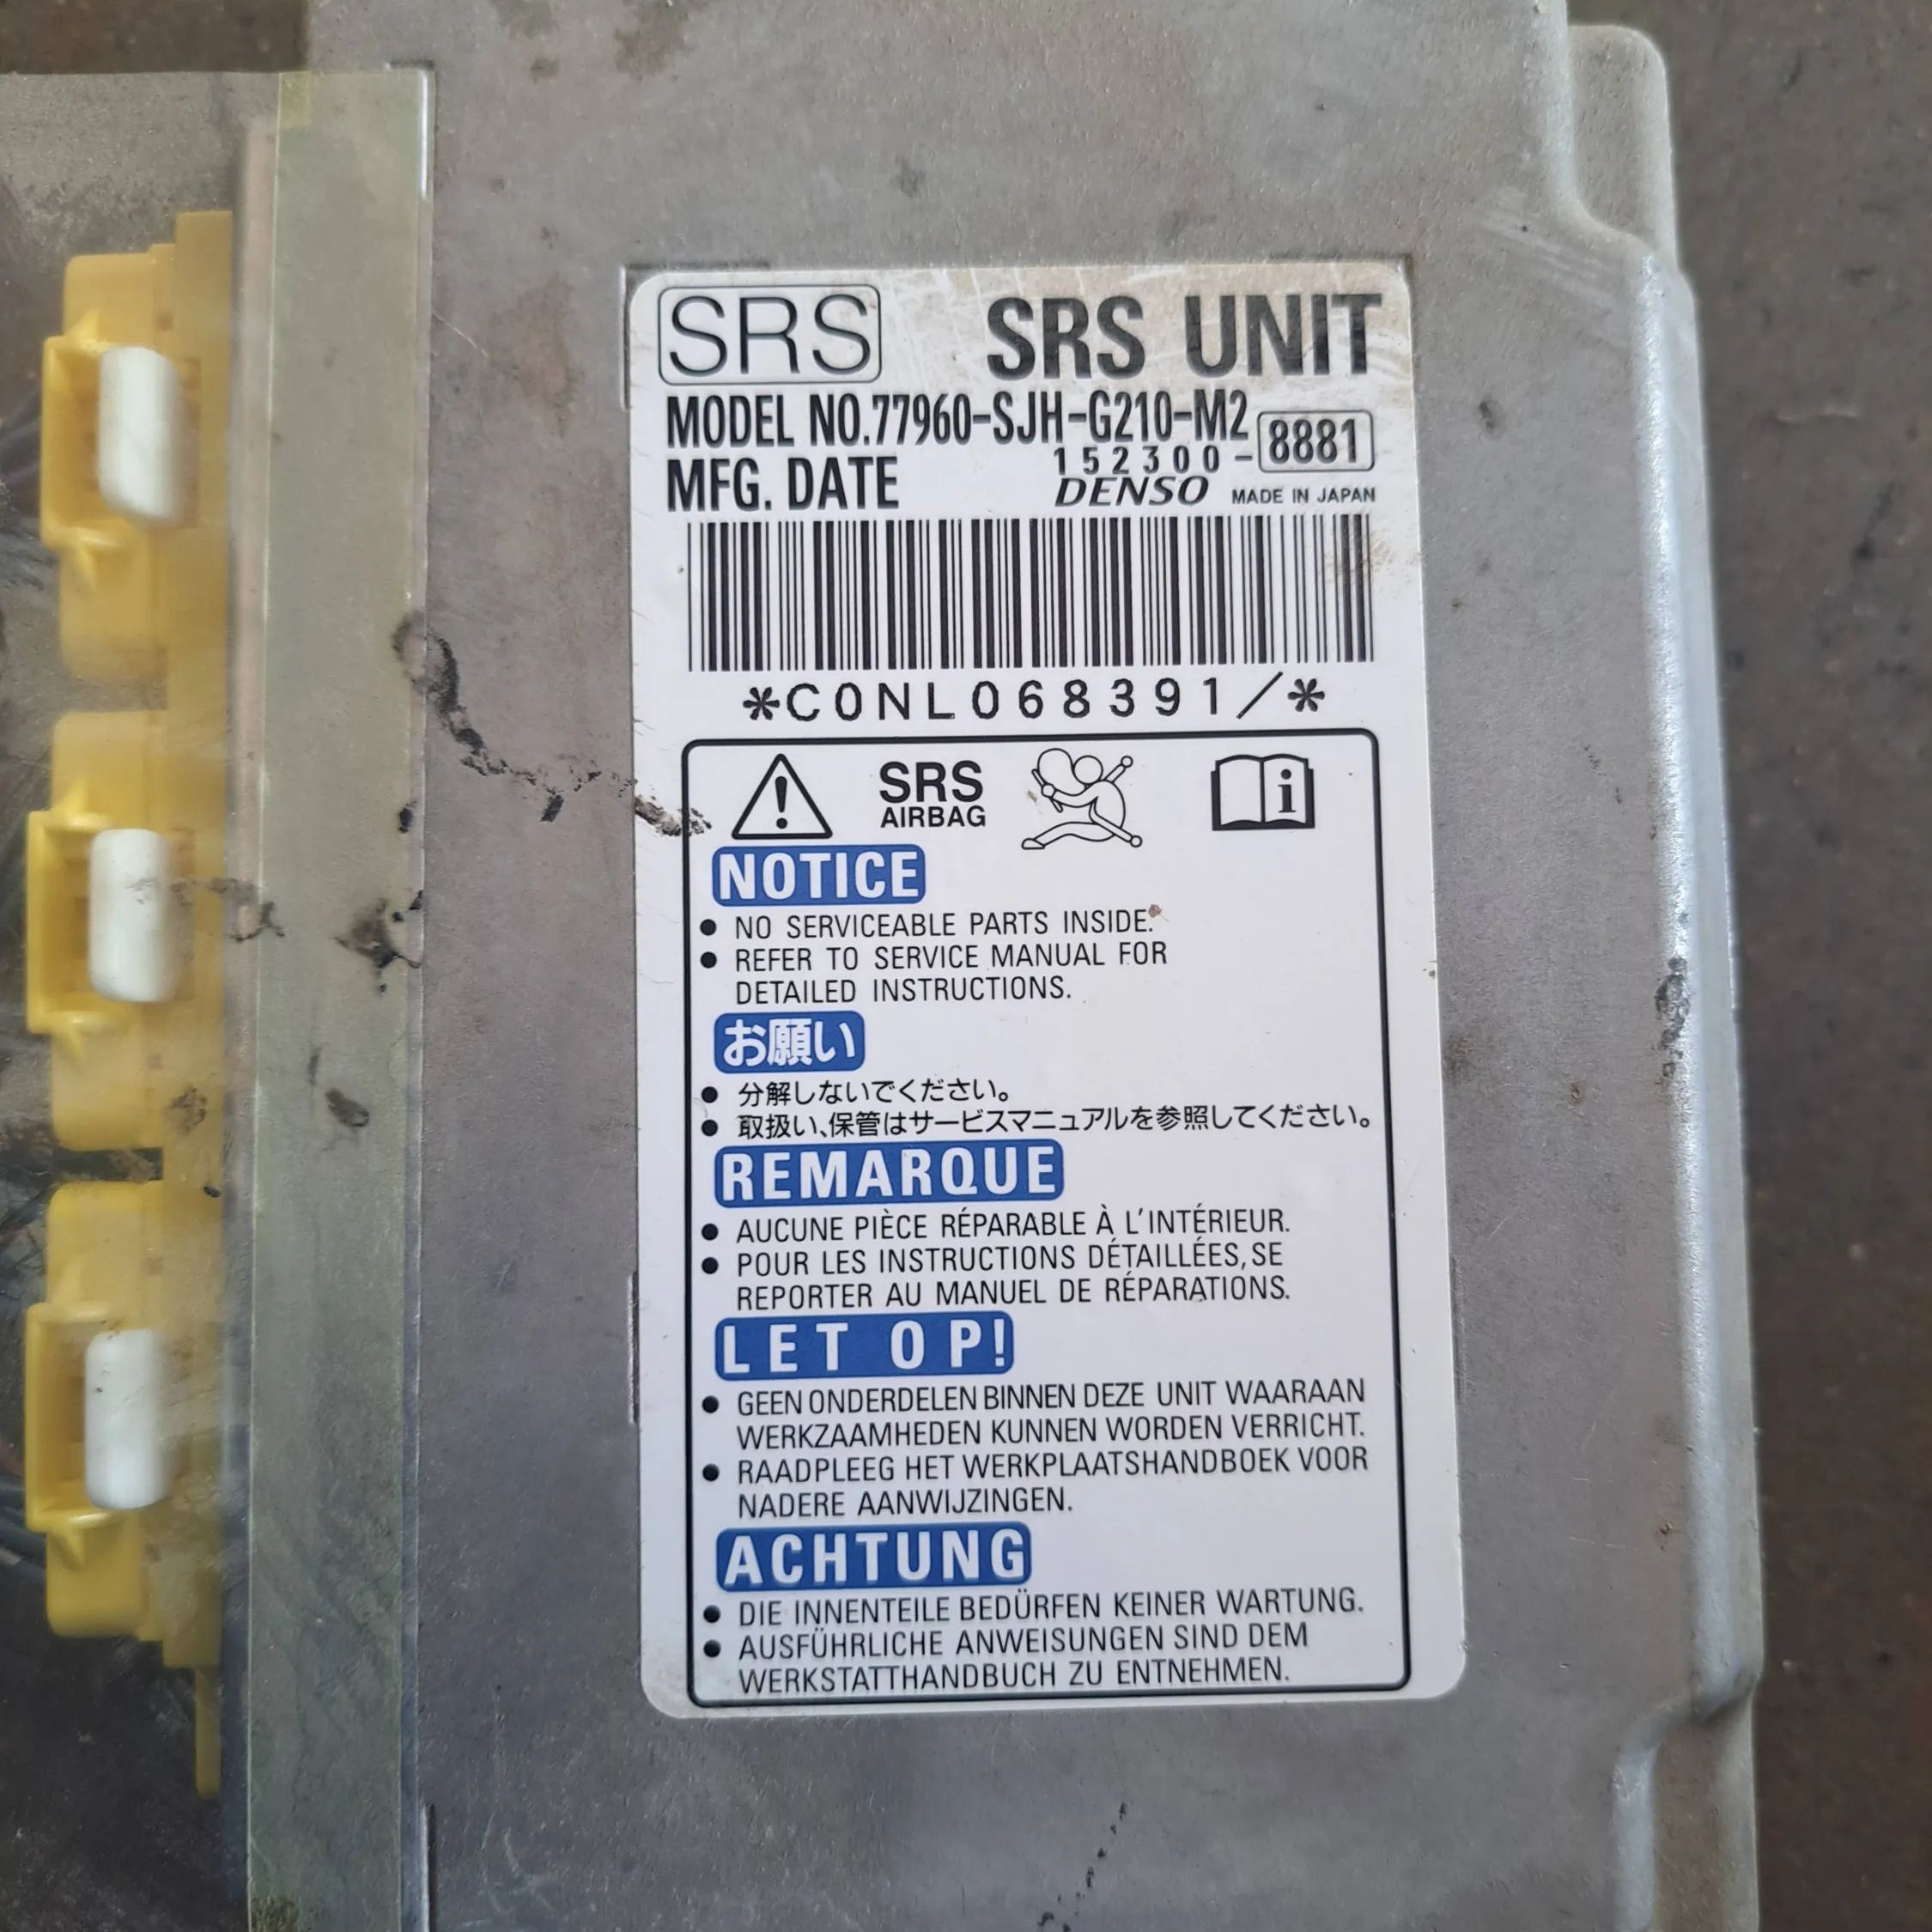 SRS SRS UNIT
MODEL NO.77960-SJH-G210-M2
152300-8881
MFG. DATE DENSO MADE IN JAPAN
*C0NL068391/*
SRS
AIRBAG
NOTICE
● NO SERVICEABLE PARTS INSIDE.
● REFER TO SERVICE MANUAL FOR
DETAILED INSTRUCTIONS.
お願い
● 分解しないでください。
● 取扱い、保管はサービスマニュアルを参照してください。
REMARQUE
● AUCUNE PIÈCE RÉPARABLE À L'INTÉRIEUR.
● POUR LES INSTRUCTIONS DÉTAILLÉES,SE
REPORTER AU MANUEL DE RÉPARATIONS.
LET OP!
● GEEN ONDERDELEN BINNEN DEZE UNIT WAARAAN
WERKZAAMHEDEN KUNNEN WORDEN VERRICHT.
● RAADPLEEG HET WERKPLAATSHANDBOEK VOOR
NADERE AANWIJZINGEN.
ACHTUNG
● DIE INNENTEILE BEDÜRFEN KEINER WARTUNG.
● AUSFÜHRLICHE ANWEISUNGEN SIND DEM
WERKSTATTHANDBUCH ZU ENTNEHMEN.